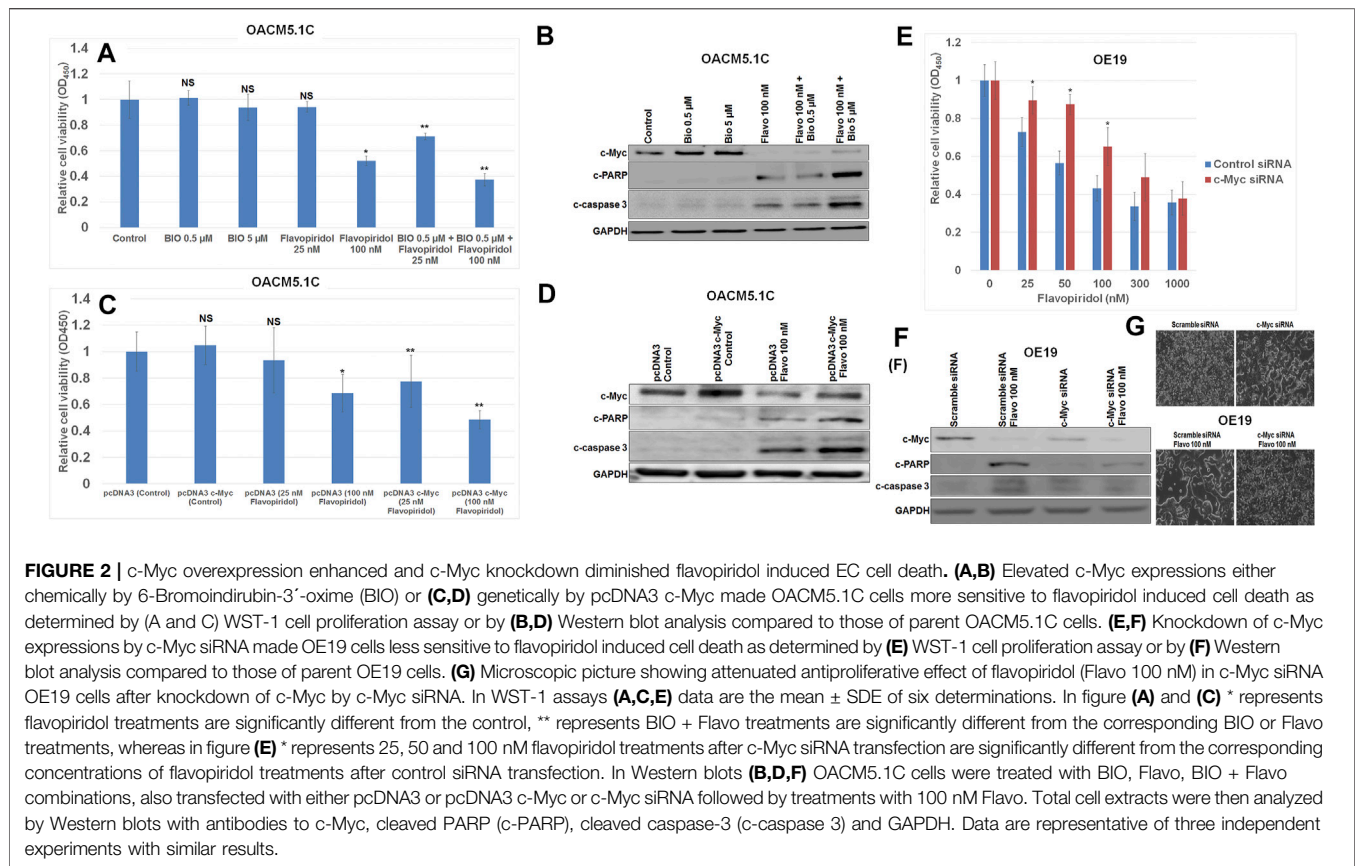 A
OACM5.1C
Relative cell viability (OD450)
1.4
1.2
1
0.8
0.6
0.4
0.2
0
NS
NS
NS
*
**
**
Control
BIO 0.5 µM
BIO 5 µM
Flavopiridol 25 nM
Flavopiridol 100 nM
BIO 0.5 µM + Flavopiridol 25 nM
BIO 0.5 µM + Flavopiridol 100 nM
B
OACM5.1C
Control
Bio 0.5 µM
Bio 5 µM
Flavo 100 nM
Flavo 100 nM + Bio 0.5 µM
Flavo 100 nM + Bio 5 µM
c-Myc
c-PARP
c-caspase 3
GAPDH
C
OACM5.1C
Relative cell viability (OD450)
1.4
1.2
1
0.8
0.6
0.4
0.2
0
NS
NS
*
**
**
pcDNA3 (Control)
pcDNA3 c-Myc (Control)
pcDNA3 (25 nM Flavopiridol)
pcDNA3 (100 nM Flavopiridol)
pcDNA3 c-Myc (25 nM Flavopiridol)
pcDNA3 c-Myc (100 nM Flavopiridol)
D
OACM5.1C
pcDNA3 Control
pcDNA3 c-Myc Control
pcDNA3 Flavo 100 nM
pcDNA3 c-Myc Flavo 100 nM
c-Myc
c-PARP
c-caspase 3
GAPDH
E
OE19
Relative cell viability (OD450)
1.2
1
0.8
0.6
0.4
0.2
0
*
*
*
0 25 50 100 300 1000
Flavopiridol (nM)
Control siRNA
c-Myc siRNA
F
(F)
OE19
Scramble siRNA
Scramble siRNA Flavo 100 nM
c-Myc siRNA
c-Myc siRNA Flavo 100 nM
c-Myc
c-PARP
c-caspase 3
GAPDH
G
Scramble siRNA
c-Myc siRNA
OE19
Scramble siRNA Flavo 100 nM
c-Myc siRNA Flavo 100 nM
FIGURE 2 | c-Myc overexpression enhanced and c-Myc knockdown diminished flavopiridol induced EC cell death. (A,B) Elevated c-Myc expressions either
chemically by 6-Bromoindirubin-3´-oxime (BIO) or (C,D) genetically by pcDNA3 c-Myc made OACM5.1C cells more sensitive to flavopiridol induced cell death as
determined by (A and C) WST-1 cell proliferation assay or by (B,D) Western blot analysis compared to those of parent OACM5.1C cells. (E,F) Knockdown of c-Myc
expressions by c-Myc siRNA made OE19 cells less sensitive to flavopiridol induced cell death as determined by (E) WST-1 cell proliferation assay or by (F) Western
blot analysis compared to those of parent OE19 cells. (G) Microscopic picture showing attenuated antiproliferative effect of flavopiridol (Flavo 100 nM) in c-Myc siRNA
OE19 cells after knockdown of c-Myc by c-Myc siRNA. In WST-1 assays (A,C,E) data are the mean ± SDE of six determinations. In figure (A) and (C) * represents
flavopiridol treatments are significantly different from the control, ** represents BIO + Flavo treatments are significantly different from the corresponding BIO or Flavo
treatments, whereas in figure (E) * represents 25, 50 and 100 nM flavopiridol treatments after c-Myc siRNA transfection are significantly different from the corresponding
concentrations of flavopiridol treatments after control siRNA transfection. In Western blots (B,D,F) OACM5.1C cells were treated with BIO, Flavo, BIO + Flavo
combinations, also transfected with either pcDNA3 or pcDNA3 c-Myc or c-Myc siRNA followed by treatments with 100 nM Flavo. Total cell extracts were then analyzed
by Western blots with antibodies to c-Myc, cleaved PARP (c-PARP), cleaved caspase-3 (c-caspase 3) and GAPDH. Data are representative of three independent
experiments with similar results.